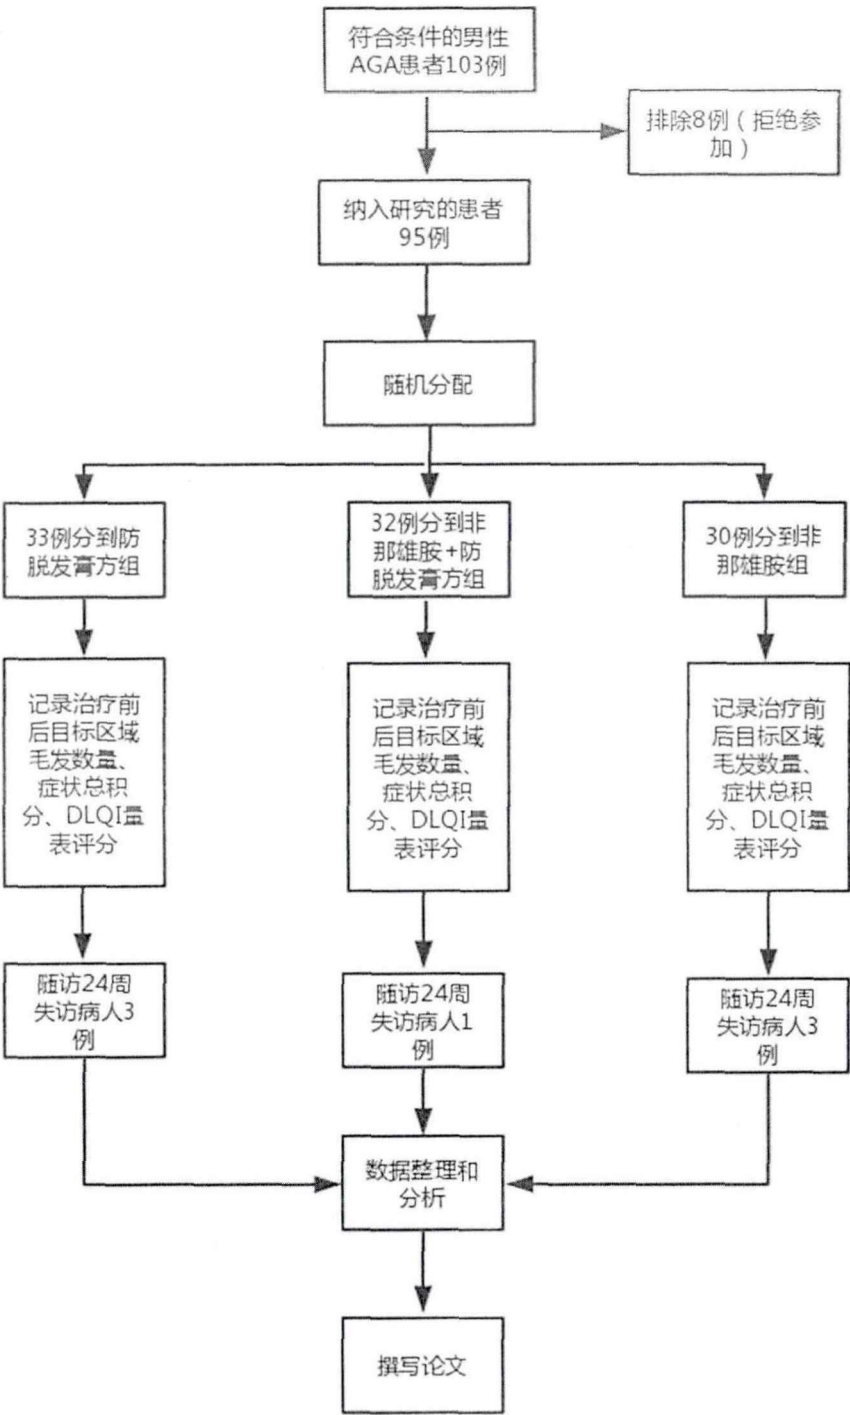 符合条件的男性
AGA患者103例
排除8例（拒绝参
加）
纳入研究的患者
95例
随机分配
33例分到防
脱发膏方组
32例分到非
那雄胺+防
脱发膏方组
30例分到非
那雄胺组
记录治疗前
后目标区域
毛发数量、
症状总积
分、DLQI量
表评分
记录治疗前
后目标区域
毛发数量、
症状总积
分、DLQI量
表评分
记录治疗前
后目标区域
毛发数量、
症状总积
分、DLQI量
表评分
随访24周
失访病人3
例
随访24周
失访病人1
例
随访24周
失访病人3
例
数据整理和
分析
撰写论文